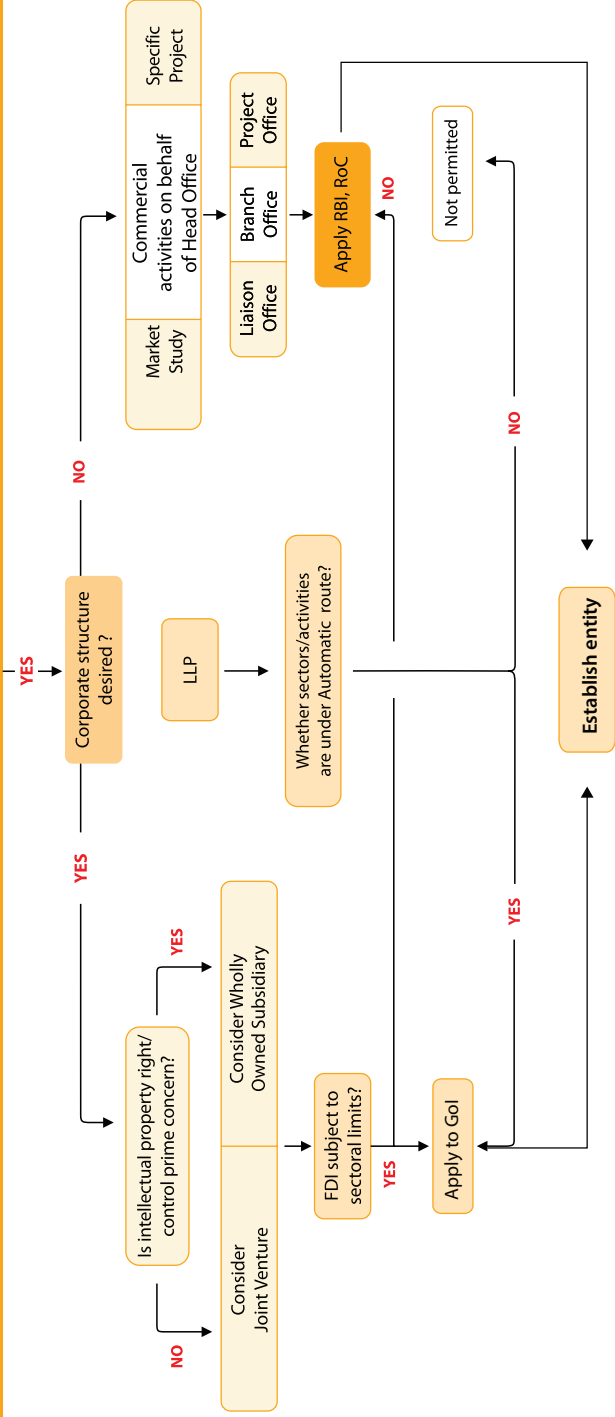 YES
Corporate structure
desired ?
YES
NO
Is intellectual property right/
control prime concern?
NO
YES
Consider
Joint Venture
Consider Wholly
Owned Subsidiary
FDI subject to
sectoral limits?
YES
NO
Apply to GoI
LLP
Whether sectors/activities
are under Automatic route?
YES
NO
Market
Study
Commercial
activities on behalf
of Head Office
Specific
Project
Liaison
Office
Branch
Office
Project
Office
Apply RBI, RoC
Not permitted
Establish entity